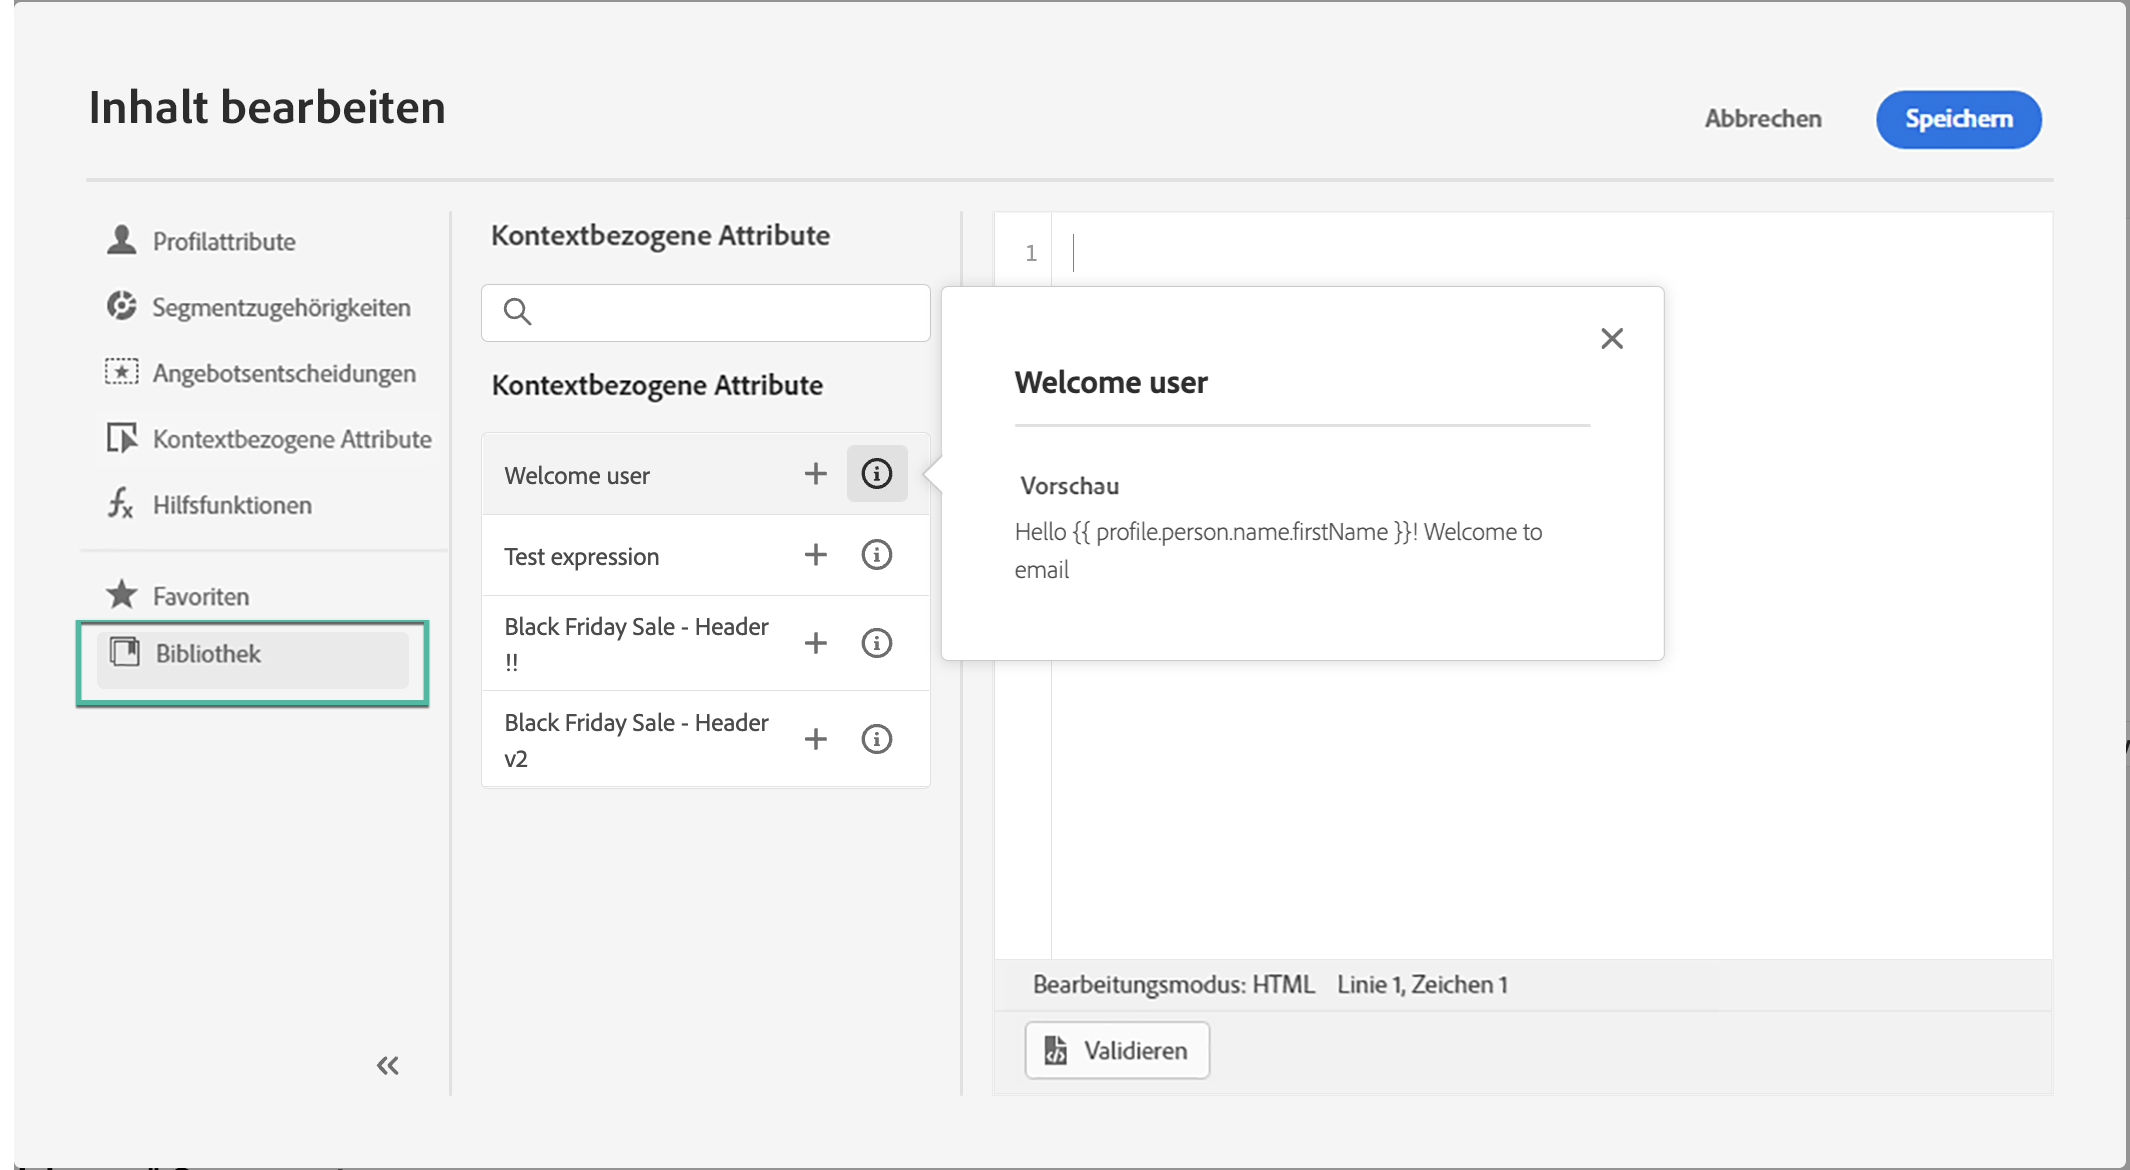 Inhalt bearbeiten
Abbrechen
Speichern
Profilattribute
Segmentzugehörigkeiten
Angebotsentscheidungen
Kontextbezogene Attribute
Hilfsfunktionen
Favoriten
Bibliothek
Kontextbezogene Attribute
Kontextbezogene Attribute
Welcome user
Test expression
Black Friday Sale - Header
!!
Black Friday Sale - Header
v2
1
Welcome user
Vorschau
Hello {{ profile.person.name.firstName }}! Welcome to
email
Bearbeitungsmodus: HTML Linie 1, Zeichen 1
Validieren